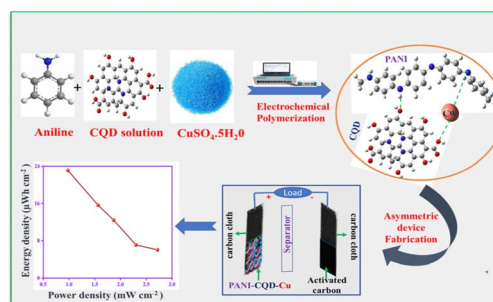 Aniline
CQD solution
CuSO₄.5H₂0
Electrochemical
Polymerization
PANI
CQD
Asymmetric
device
Fabrication
Energy density (µWh cm⁻²)
24
16
8
0
0.5
1.0
1.5
2.0
2.5
3.0
Power density (mW cm⁻²)
+ Load -
carbon cloth
Separator
carbon cloth
PANI-CQD-Cu
Activated
carbon